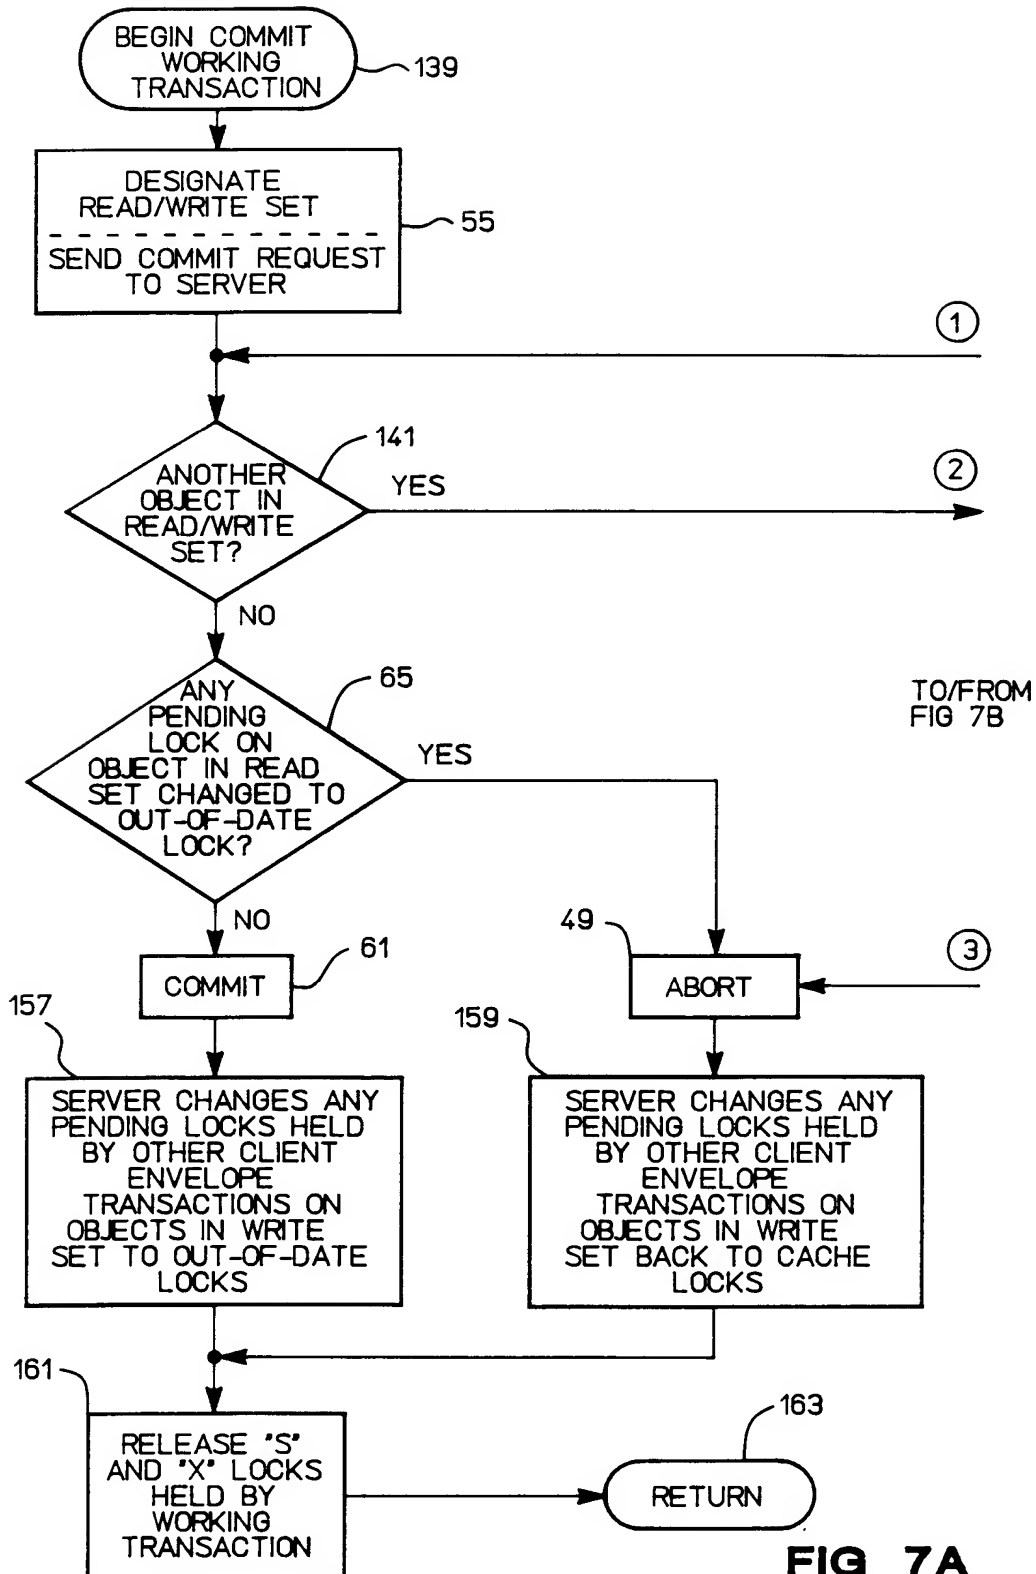 BEGIN COMMIT
WORKING
TRANSACTION
139
DESIGNATE
READ/WRITE SET
55
SEND COMMIT REQUEST
TO SERVER
1
141
ANOTHER
OBJECT IN
READ/WRITE
SET?
YES
2
NO
65
ANY
PENDING
LOCK ON
OBJECT IN READ
SET CHANGED TO
OUT-OF-DATE
LOCK?
YES
TO/FROM
FIG 7B
NO
61
COMMIT
49
ABORT
3
157
SERVER CHANGES ANY
PENDING LOCKS HELD
BY OTHER CLIENT
ENVELOPE
TRANSACTIONS ON
OBJECTS IN WRITE
SET TO OUT-OF-DATE
LOCKS
159
SERVER CHANGES ANY
PENDING LOCKS HELD
BY OTHER CLIENT
ENVELOPE
TRANSACTIONS ON
OBJECTS IN WRITE
SET BACK TO CACHE
LOCKS
161
RELEASE "S"
AND "X" LOCKS
HELD BY
WORKING
TRANSACTION
163
RETURN
FIG 7A